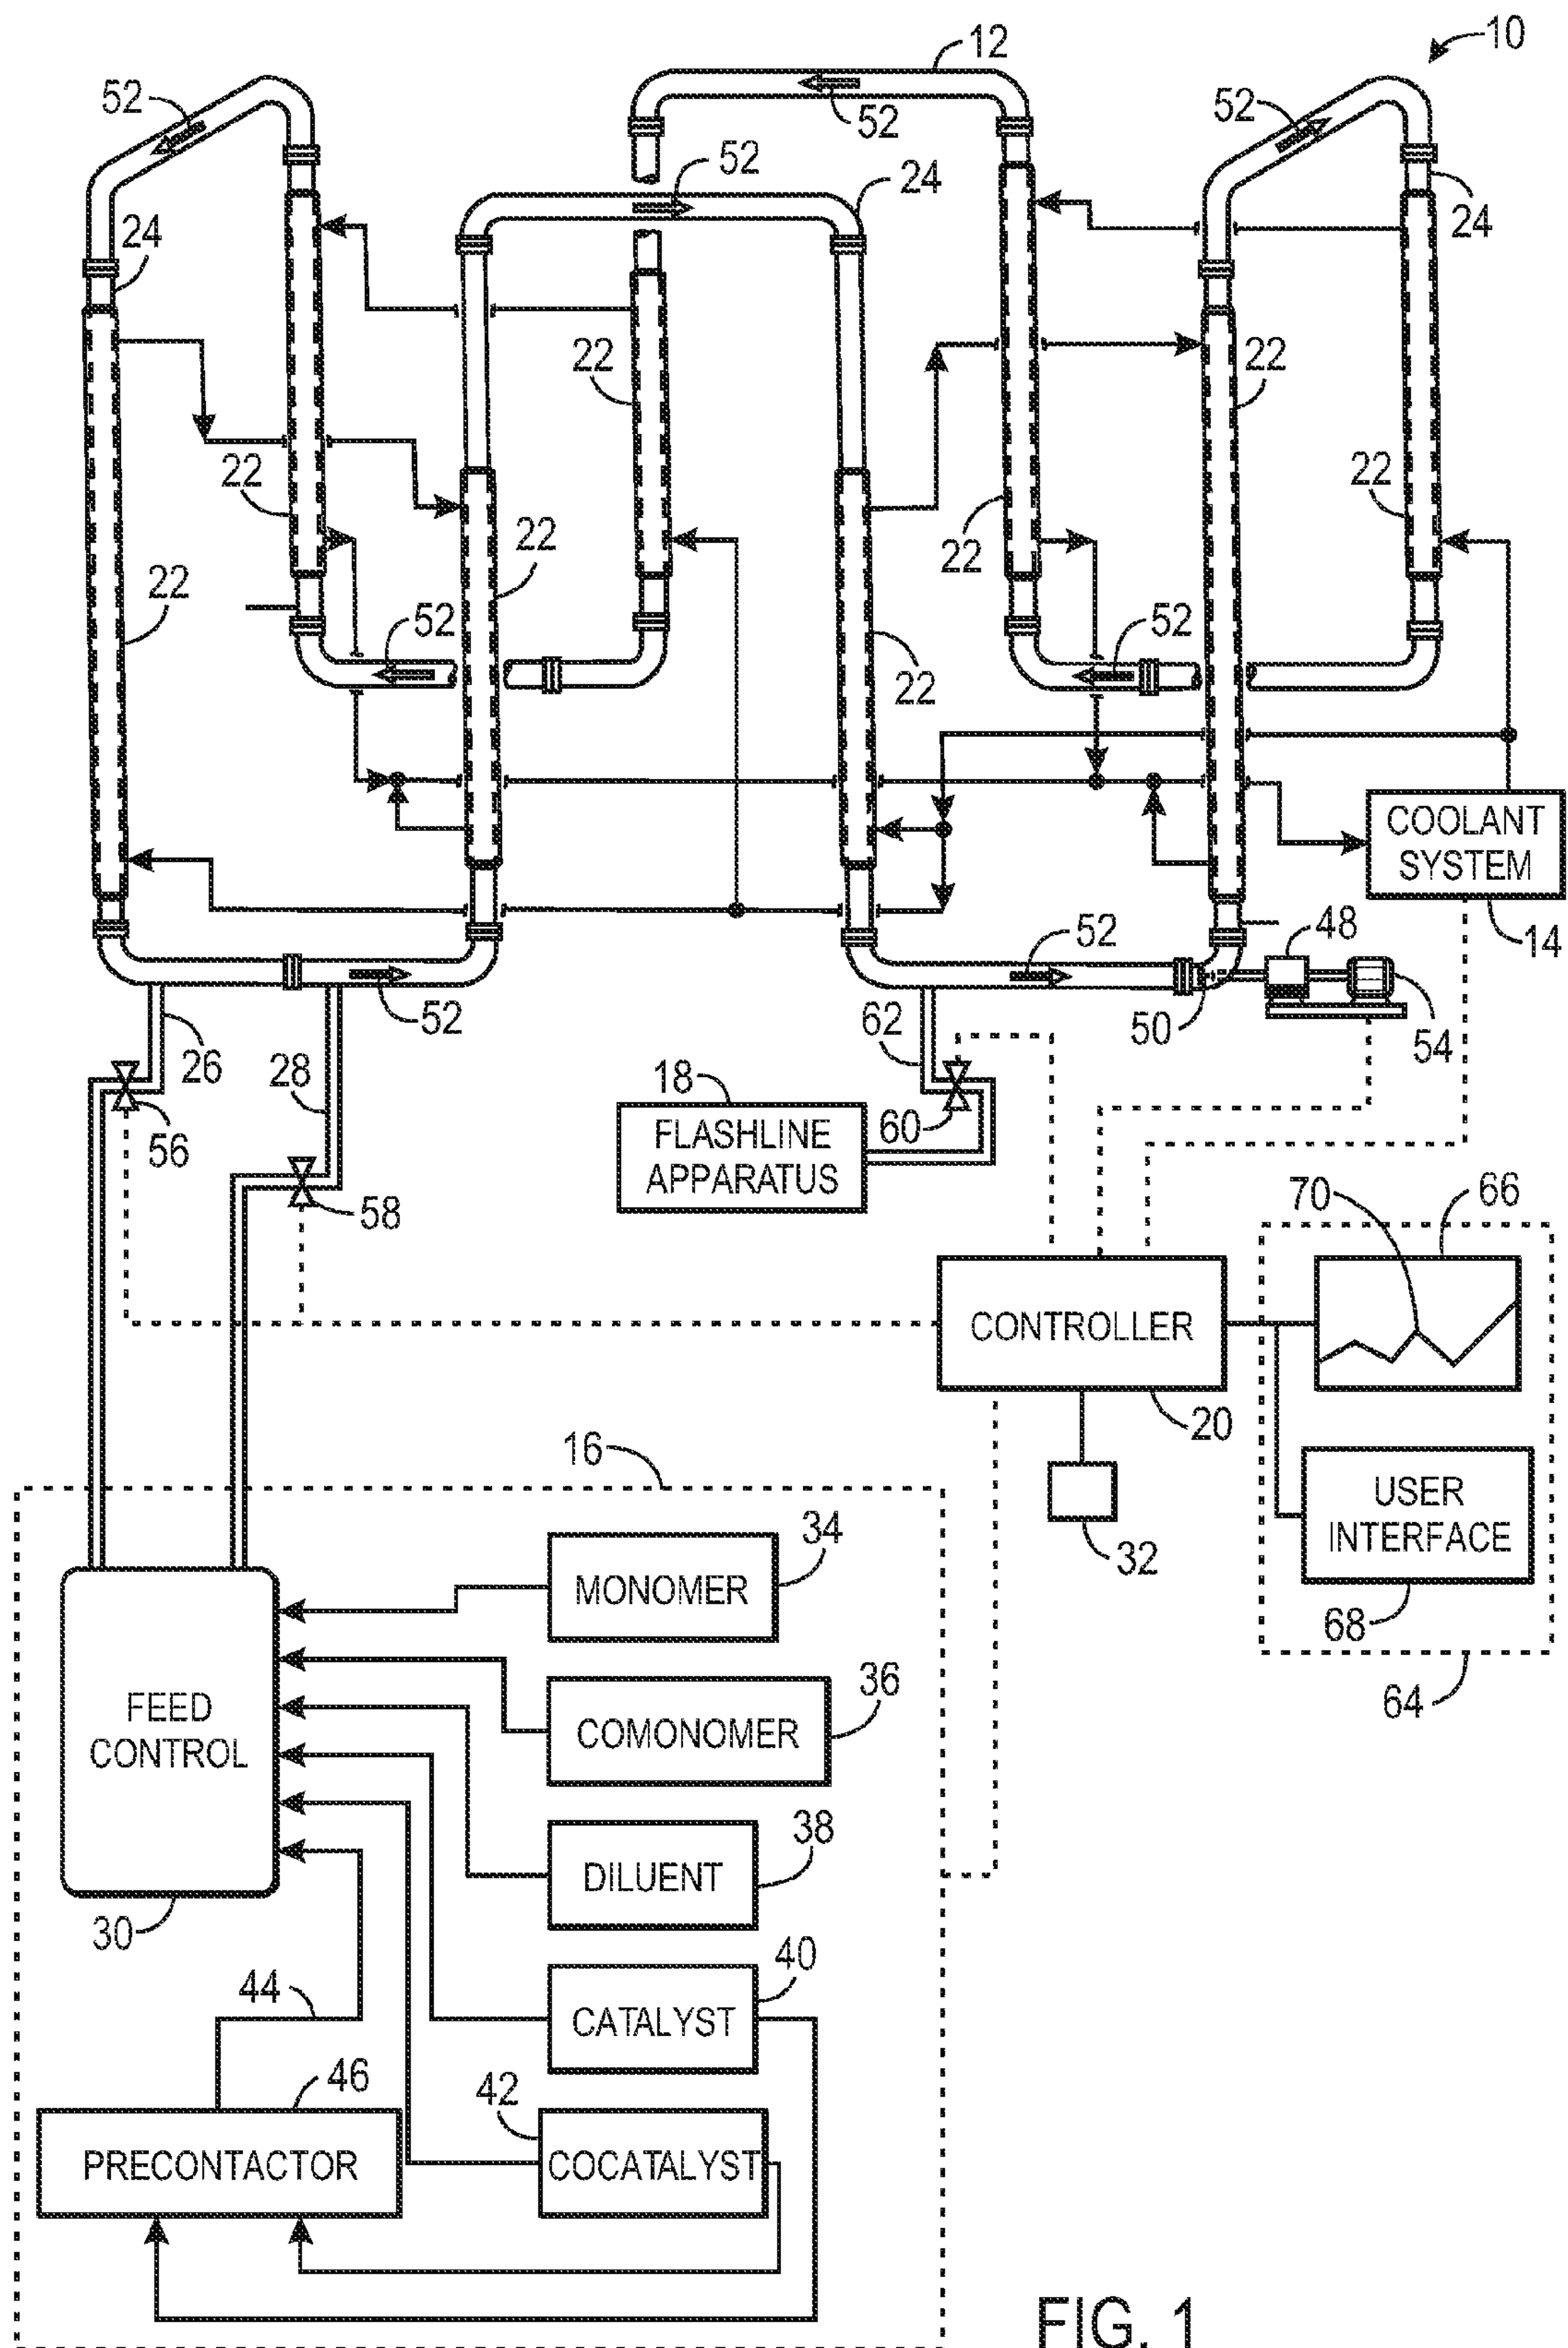 10
12
52
52
52
52
24
24
24
22
22
22
22
22
22
22
22
52
52
COOLANT
SYSTEM
14
48
52
52
50
54
26
28
62
18
60
56
FLASHLINE
APPARATUS
58
70
66
CONTROLLER
20
16
USER
INTERFACE
32
68
64
34
MONOMER
36
COMONOMER
FEED
CONTROL
38
DILUENT
30
40
44
CATALYST
46
42
PRECONTACTOR
COCATALYST
FIG. 1